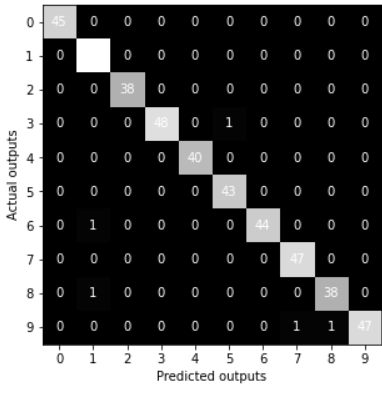 0 45 0 0 0 0 0 0 0 0 0
1 0 0 0 0 0 0 0 0 0
2 0 0 38 0 0 0 0 0 0 0
3 0 0 0 48 0 1 0 0 0 0
4 0 0 0 0 40 0 0 0 0 0
5 0 0 0 0 0 43 0 0 0 0
6 0 1 0 0 0 0 44 0 0 0
7 0 0 0 0 0 0 0 47 0 0
8 0 1 0 0 0 0 0 0 38 0
9 0 0 0 0 0 0 0 1 1 47
0 1 2 3 4 5 6 7 8 9
Predicted outputs
Actual outputs